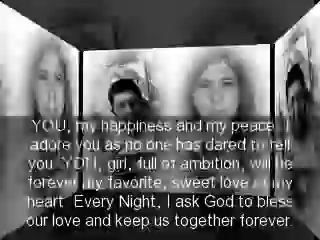 YOU, my happiness and my peace. I
adore you as no one has dared to tell
you. YOU, girl, full of ambition, will be
forever my favorite, sweet love of my
heart. Every Night, I ask God to bless
our love and keep us together forever.